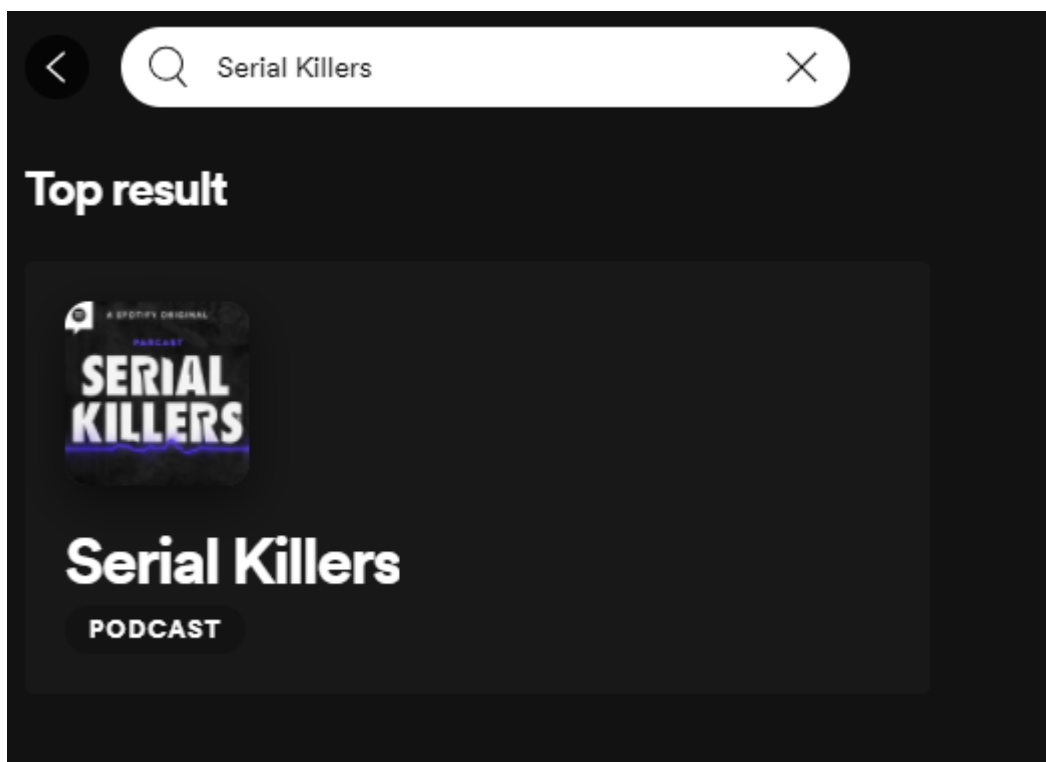 Serial Killers
Top result
A SPOTIFY ORIGINAL
PARCAST
SERIAL
KILLERS
Serial Killers
PODCAST